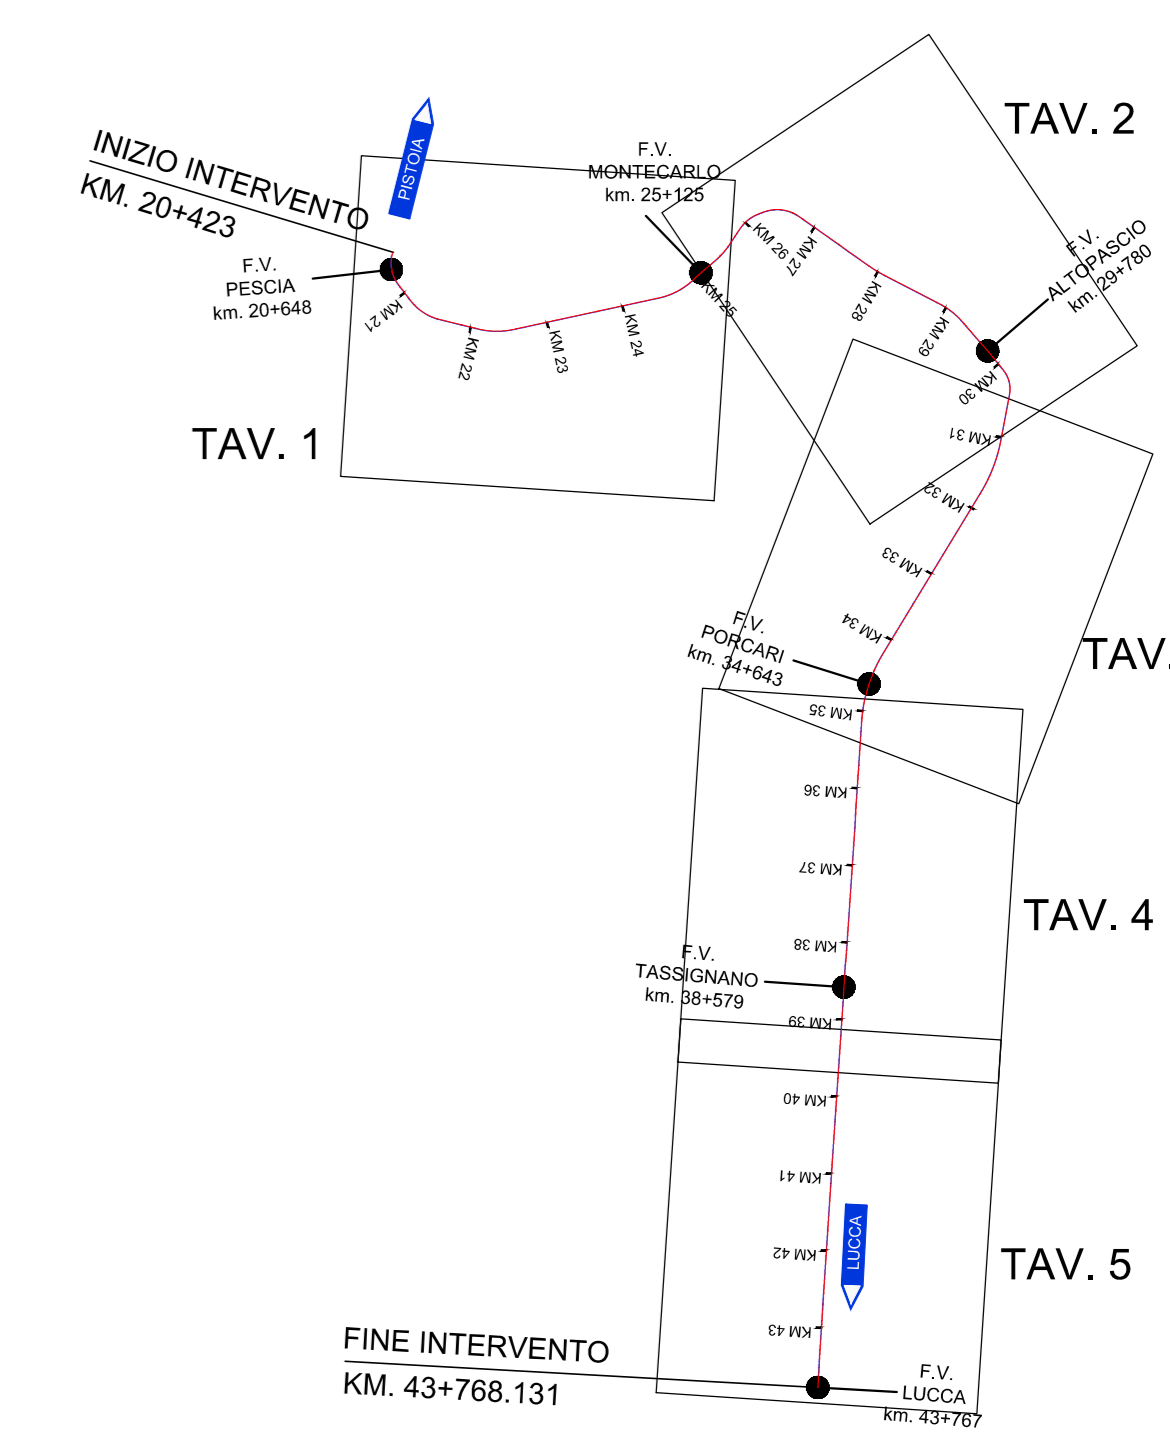 TAV. 2
PISTOIA
INIZIO INTERVENTO
KM. 20+423
F.V.
MONTECARLO
km. 25+125
F.V.
PESCIA
km. 20+648
F.V.
ALTOPASCIO
km. 29+780
KM 21
KM 22
KM 23
KM 24
KM 25
KM 26
KM 27
KM 28
KM 29
KM 30
TAV. 1
KM 31
KM 32
KM 33
KM 34
F.V.
PORCARI
km. 34+643
TAV.
KM 35
KM 36
KM 37
KM 38
TAV. 4
F.V.
TASSIGNANO
km. 38+579
KM 39
KM 40
KM 41
KM 42
LUCCA
TAV. 5
KM 43
FINE INTERVENTO
KM. 43+768.131
F.V.
LUCCA
km. 43+767